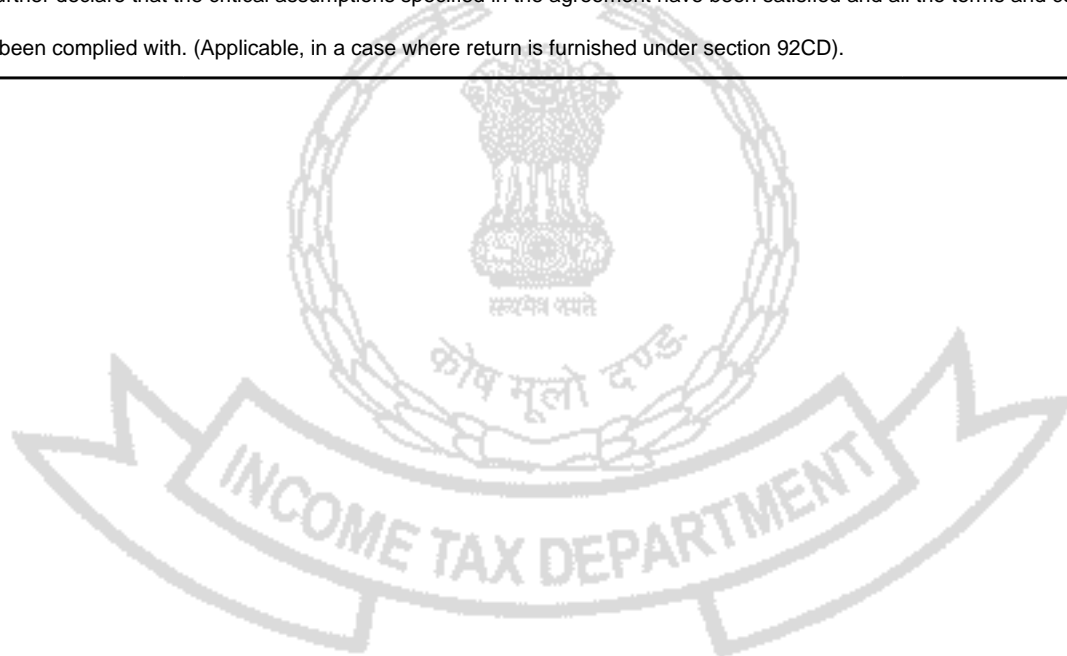 urther declare that the critical assumptions specified in the agreement have been satisfied and all the terms and
been complied with. (Applicable, in a case where return is furnished under section 92CD).
सत्यमेव जयते
कोष मूलो दण्डः
INCOME TAX DEPARTMENT